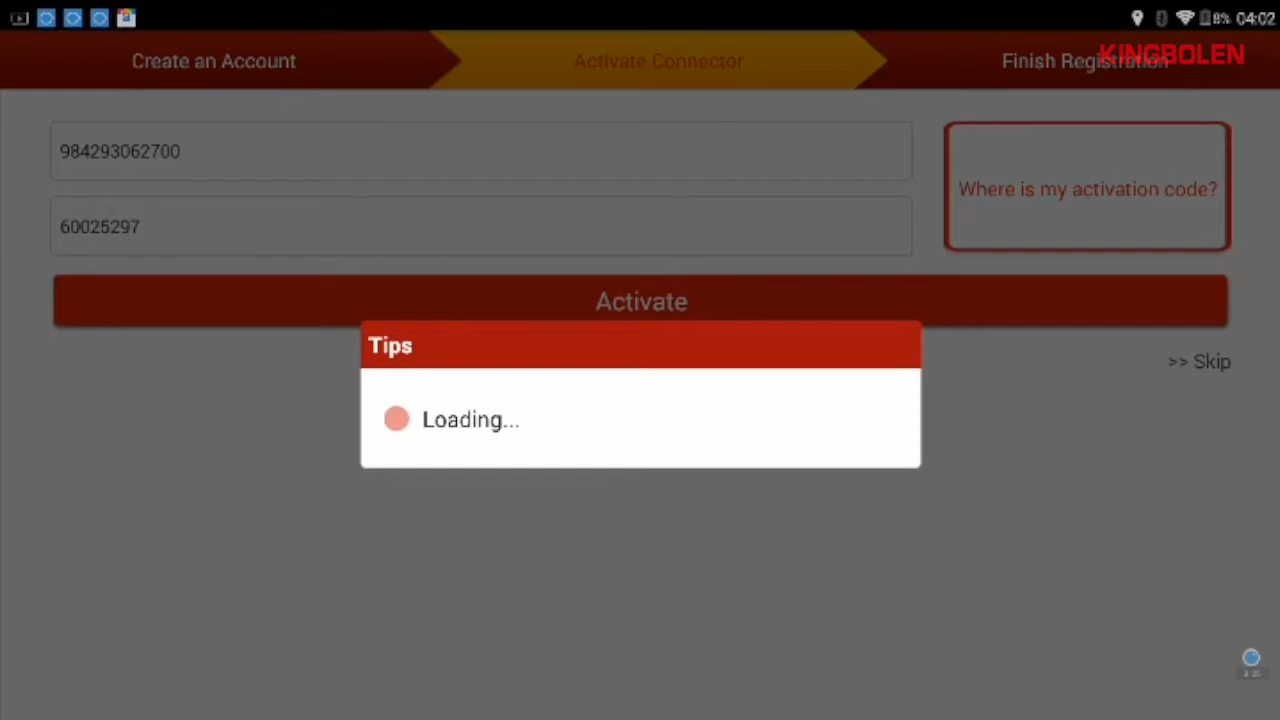 8% 04:02
Create an Account
Activate Connector
Finish Registration
KINGBOLEN
984293062700
Where is my activation code?
60025297
Activate
Tips
>> Skip
Loading...